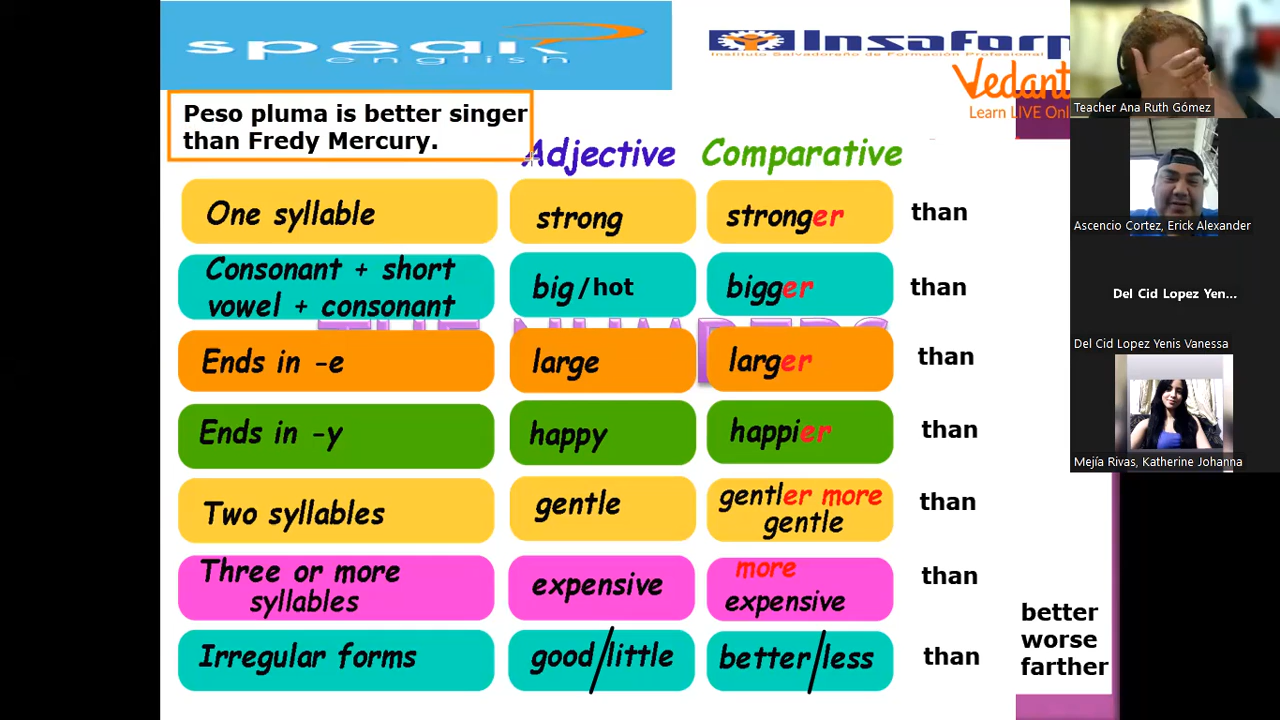 speak
english
Insaforp
Instituto Salvadoreño de Formación Profesional
Vedant
Learn LIVE Onl
Peso pluma is better singer
than Fredy Mercury.
Adjective Comparative
One syllable strong stronger than
Consonant + short
vowel + consonant big/hot bigger than
Ends in -e large larger than
Ends in -y happy happier than
Two syllables gentle gentler more
gentle than
Three or more
syllables expensive more
expensive than
Irregular forms good/little better/less than
better
worse
farther
Teacher Ana Ruth Gómez
Ascencio Cortez, Erick Alexander
Del Cid Lopez Yen...
Del Cid Lopez Yenis Vanessa
Mejía Rivas, Katherine Johanna